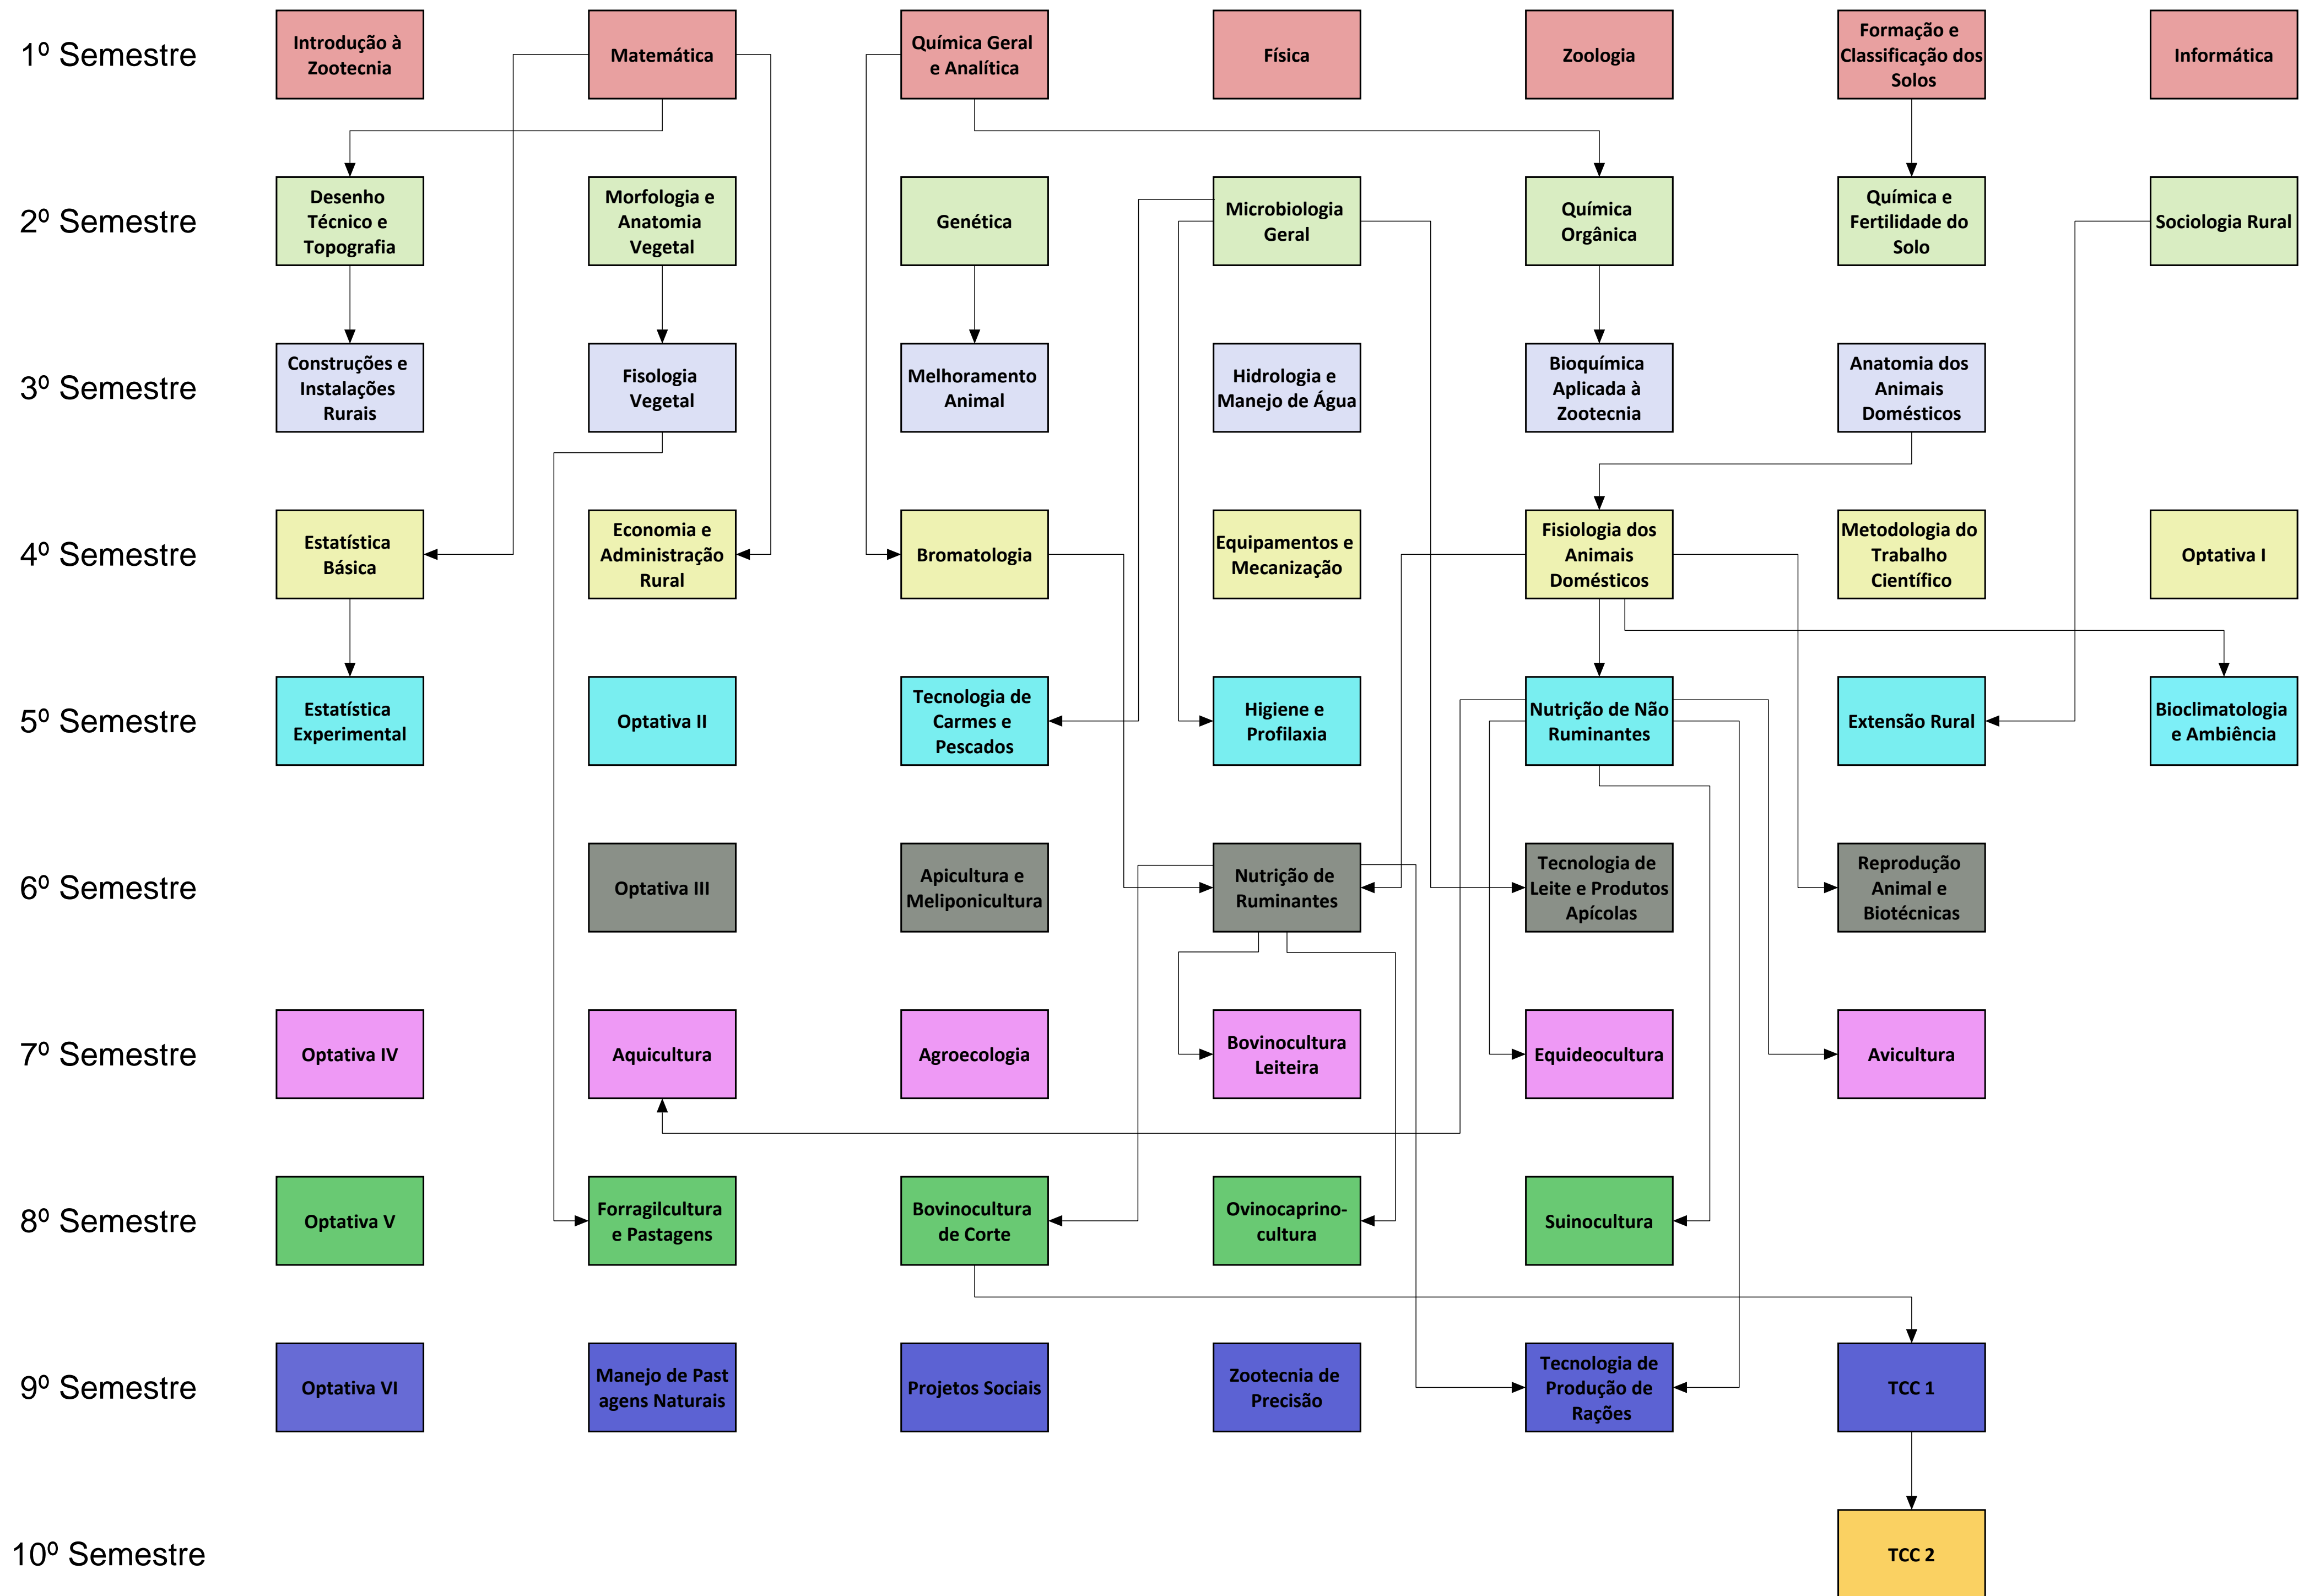 1º Semestre
Introdução à
Zootecnia
Matemática
Química Geral
e Analítica
Física
Zoologia
Formação e
Classificação dos
Solos
Informática
2º Semestre
Desenho
Técnico e
Topografia
Morfologia e
Anatomia
Vegetal
Genética
Microbiologia
Geral
Química
Orgânica
Química e
Fertilidade do
Solo
Sociologia Rural
3º Semestre
Construções e
Instalações
Rurais
Fisologia
Vegetal
Melhoramento
Animal
Hidrologia e
Manejo de Água
Bioquímica
Aplicada à
Zootecnia
Anatomia dos
Animais
Domésticos
4º Semestre
Estatística
Básica
Economia e
Administração
Rural
Bromatologia
Equipamentos e
Mecanização
Fisiologia dos
Animais
Domésticos
Metodologia do
Trabalho
Científico
Optativa I
5º Semestre
Estatística
Experimental
Optativa II
Tecnologia de
Carmes e
Pescados
Higiene e
Profilaxia
Nutrição de Não
Ruminantes
Extensão Rural
Bioclimatologia
e Ambiência
6º Semestre
Optativa III
Apicultura e
Meliponicultura
Nutrição de
Ruminantes
Tecnologia de
Leite e Produtos
Apícolas
Reprodução
Animal e
Biotécnicas
7º Semestre
Optativa IV
Aquicultura
Agroecologia
Bovinocultura
Leiteira
Equideocultura
Avicultura
8º Semestre
Optativa V
Forragilcultura
e Pastagens
Bovinocultura
de Corte
Ovinocaprino-
cultura
Suinocultura
9º Semestre
Optativa VI
Manejo de Past
agens Naturais
Projetos Sociais
Zootecnia de
Precisão
Tecnologia de
Produção de
Rações
TCC 1
10º Semestre
TCC 2